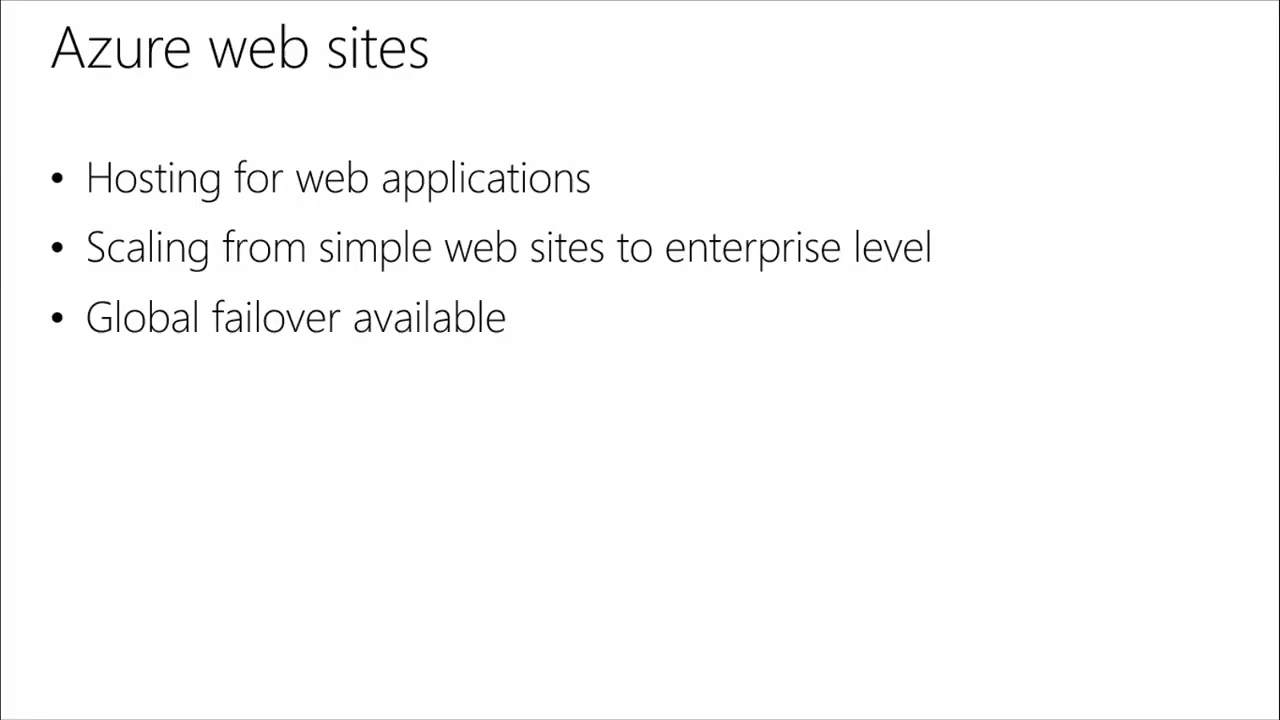 Azure web sites
• Hosting for web applications
• Scaling from simple web sites to enterprise level
• Global failover available